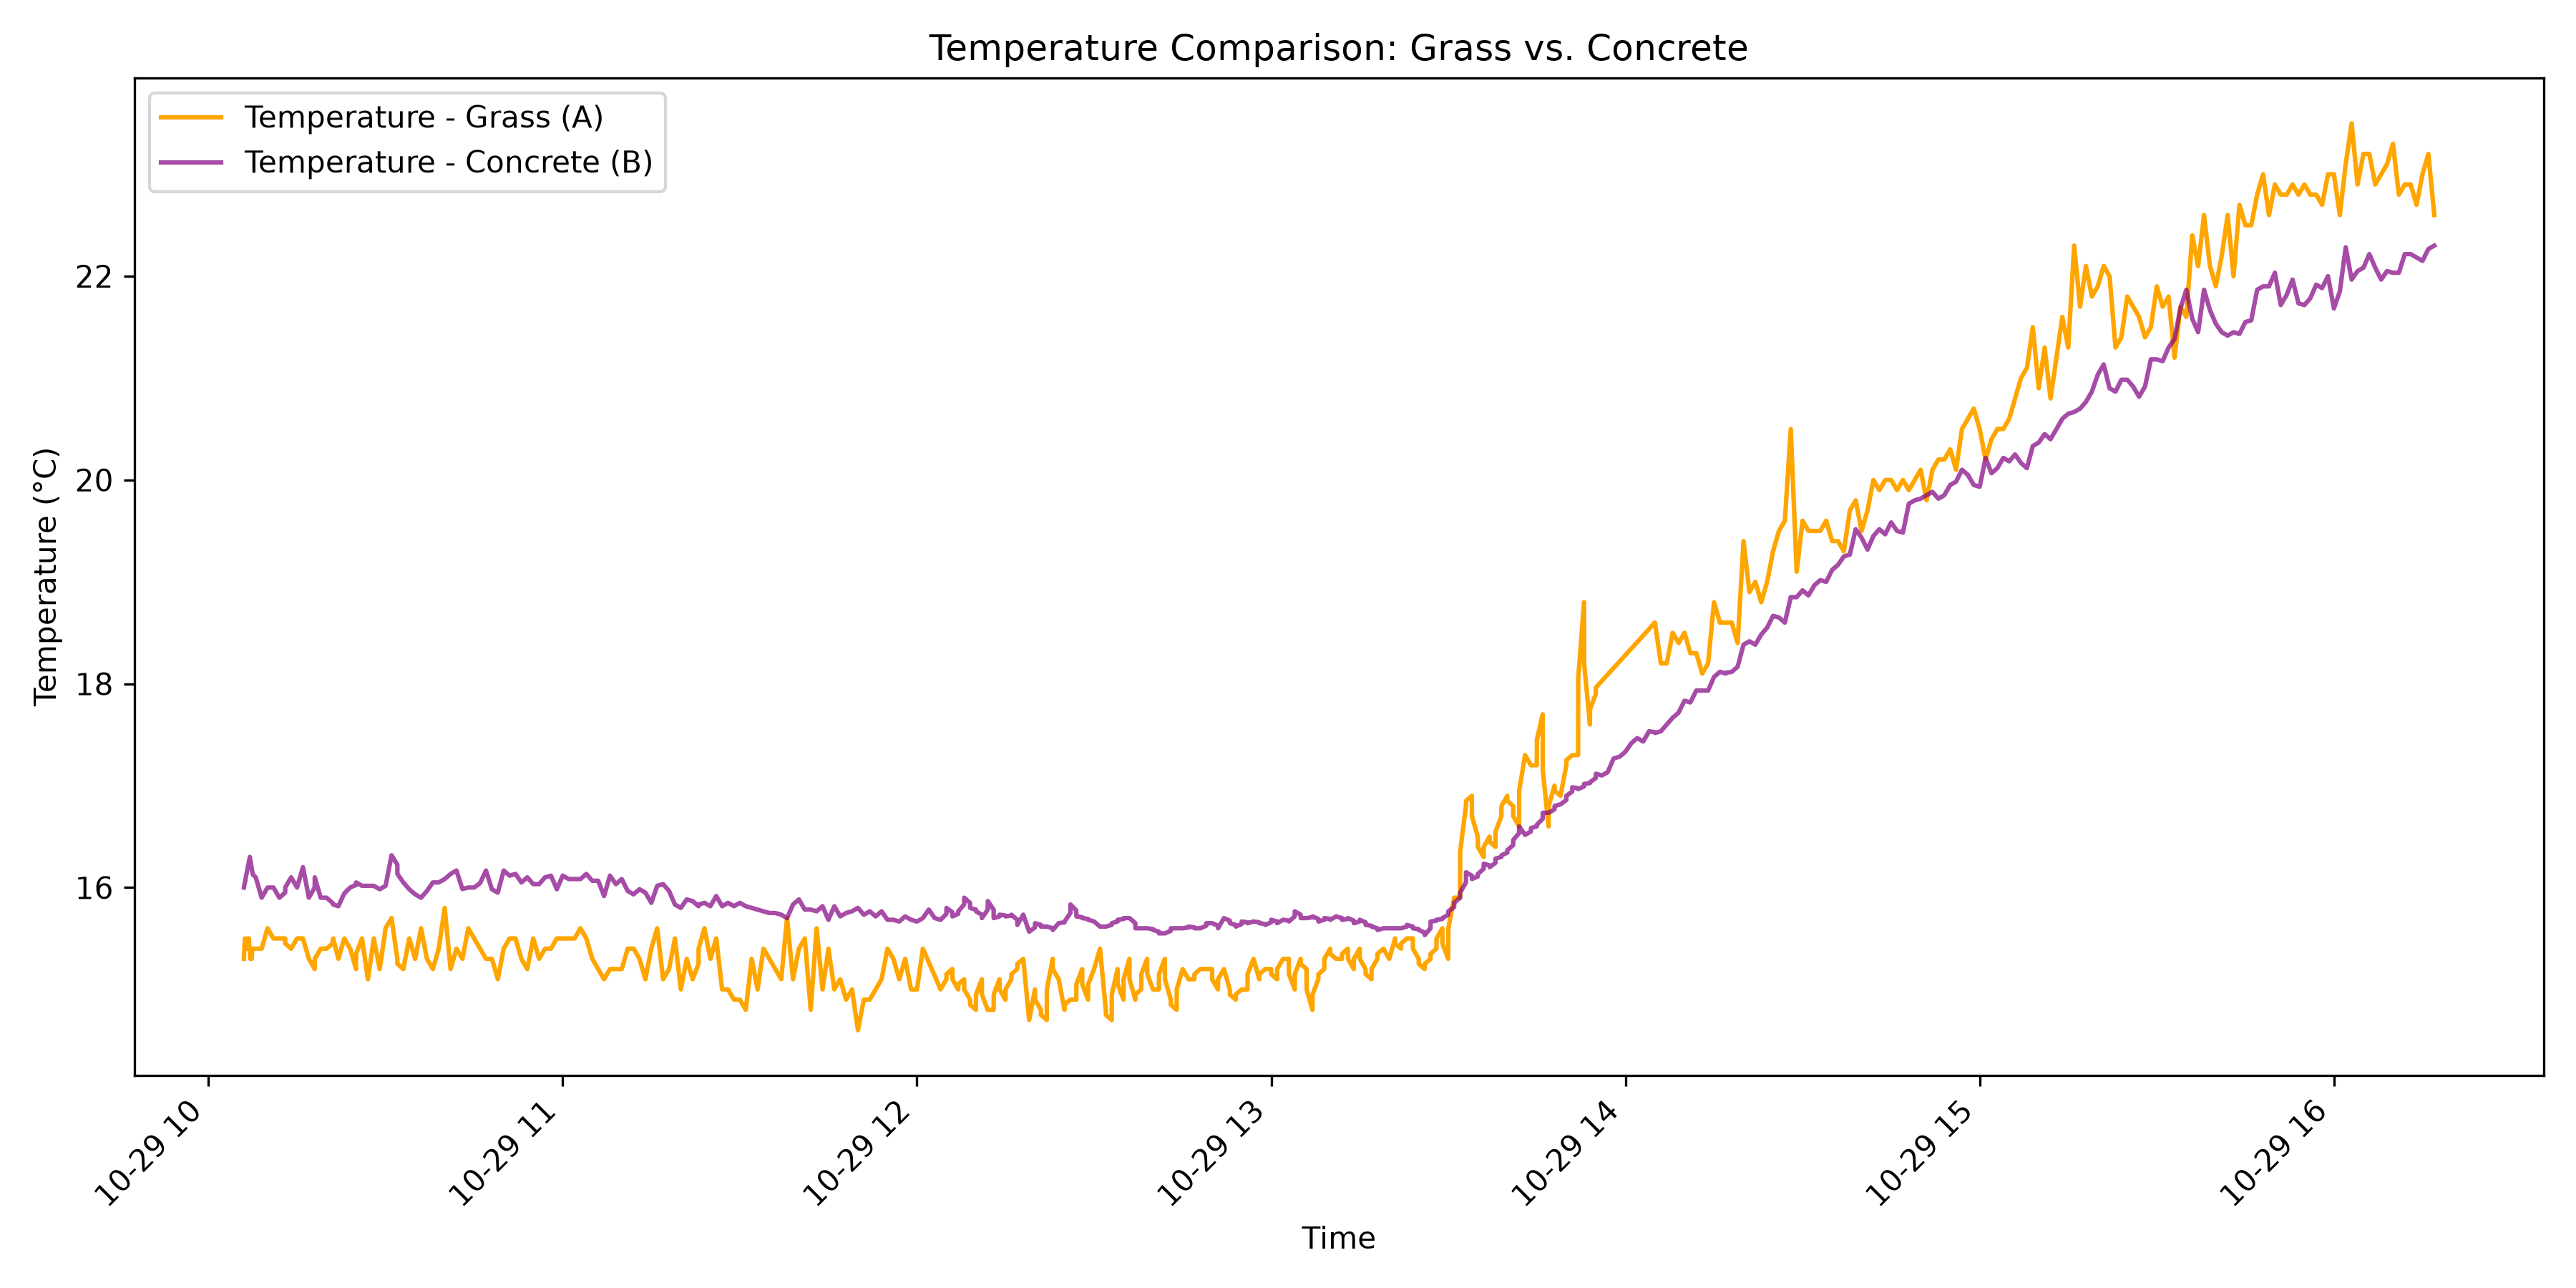 Temperature Comparison: Grass vs. Concrete
Temperature - Grass (A)
Temperature - Concrete (B)
Temperature (°C)
22
20
18
16
10-29 10
10-29 11
10-29 12
10-29 13
10-29 14
10-29 15
10-29 16
Time